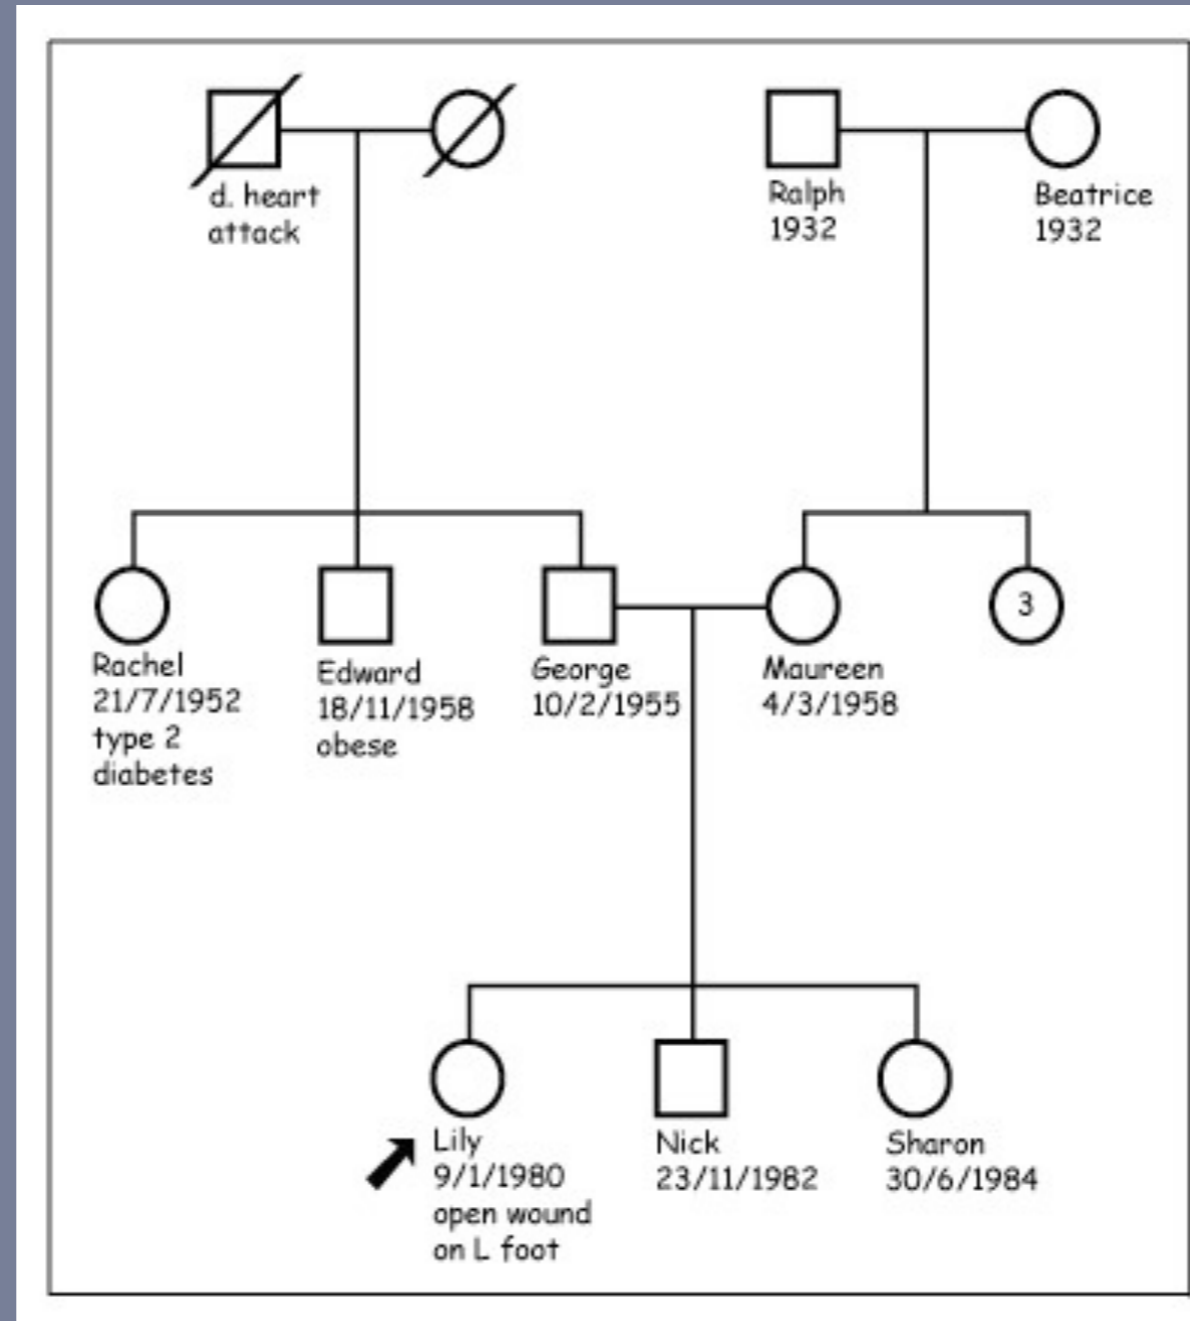 d. heart
attack
Ralph
1932
Beatrice
1932
3
Rachel
21/7/1952
type 2
diabetes
Edward
18/11/1958
obese
George
10/2/1955
Maureen
4/3/1958
Lily
9/1/1980
open wound
on L foot
Nick
23/11/1982
Sharon
30/6/1984